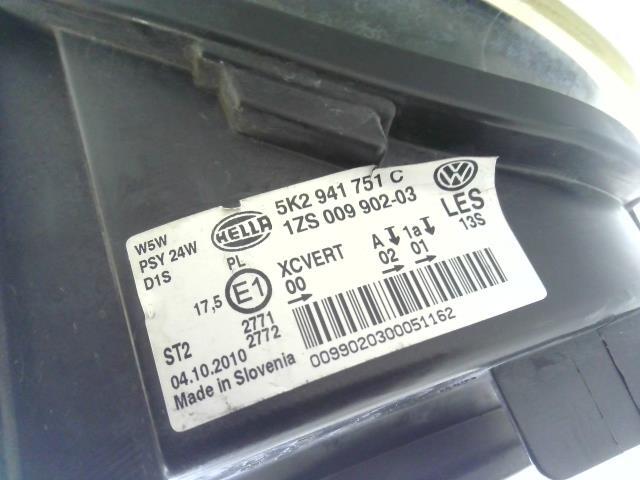 5K2 941 751 C
HELLA 1ZS 009 902-03
LES
13S
W5W
PSY 24W
D1S
PL
XCVERT A 1a
17,5 E1 00 02 01
2771
2772
ST2
04.10.2010
Made in Slovenia
0099020300051162